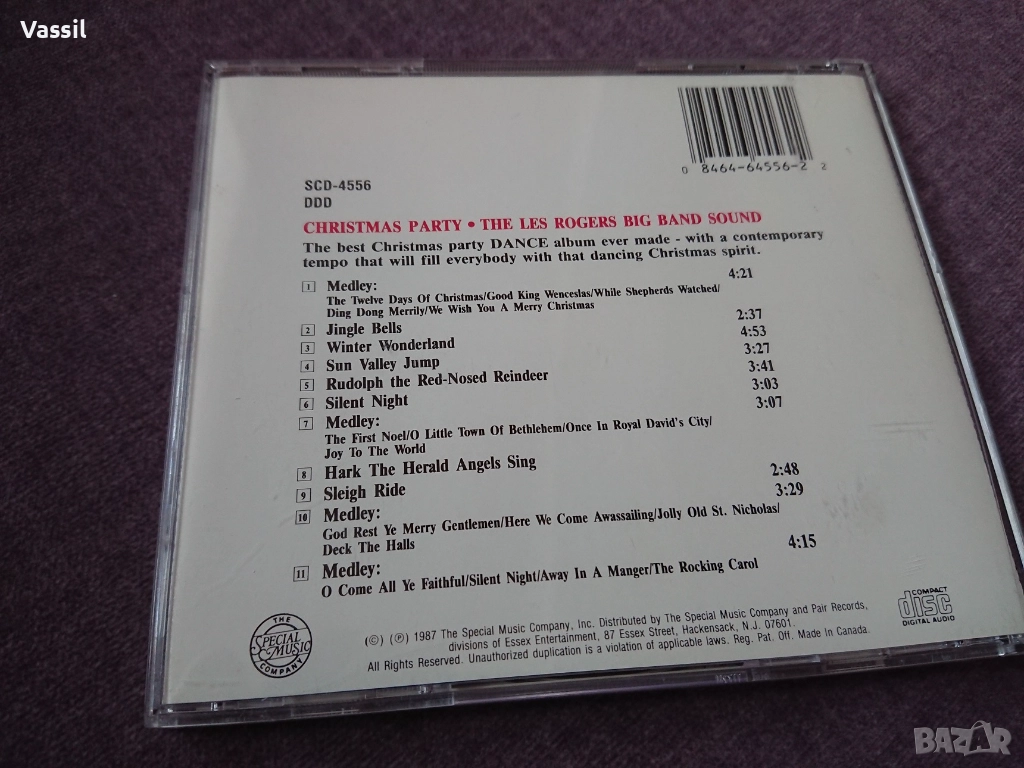 Vassil
0 8464-64556-2 2
SCD-4556
DDD
CHRISTMAS PARTY • THE LES ROGERS BIG BAND SOUND
The best Christmas party DANCE album ever made - with a contemporary
tempo that will fill everybody with that dancing Christmas spirit.
1 Medley: 4:21
The Twelve Days Of Christmas/Good King Wenceslas/While Shepherds Watched/
Ding Dong Merrily/We Wish You A Merry Christmas
2 Jingle Bells 2:37
3 Winter Wonderland 4:53
4 Sun Valley Jump 3:27
5 Rudolph the Red-Nosed Reindeer 3:41
6 Silent Night 3:03
7 Medley: 3:07
The First Noel/O Little Town Of Bethlehem/Once In Royal David's City/
Joy To The World
8 Hark The Herald Angels Sing 2:48
9 Sleigh Ride 3:29
10 Medley:
God Rest Ye Merry Gentlemen/Here We Come Awassailing/Jolly Old St. Nicholas/
Deck The Halls
11 Medley: 4:15
O Come All Ye Faithful/Silent Night/Away In A Manger/The Rocking Carol
THE
SPECIAL
MUSIC
COMPANY
(©) (℗) 1987 The Special Music Company, Inc. Distributed by The Special Music Company and Pair Records,
divisions of Essex Entertainment, 87 Essex Street, Hackensack, N.J. 07601.
All Rights Reserved. Unauthorized duplication is a violation of applicable laws. Reg. Pat. Off. Made In Canada.
COMPACT
disc
DIGITAL AUDIO
BAZAR